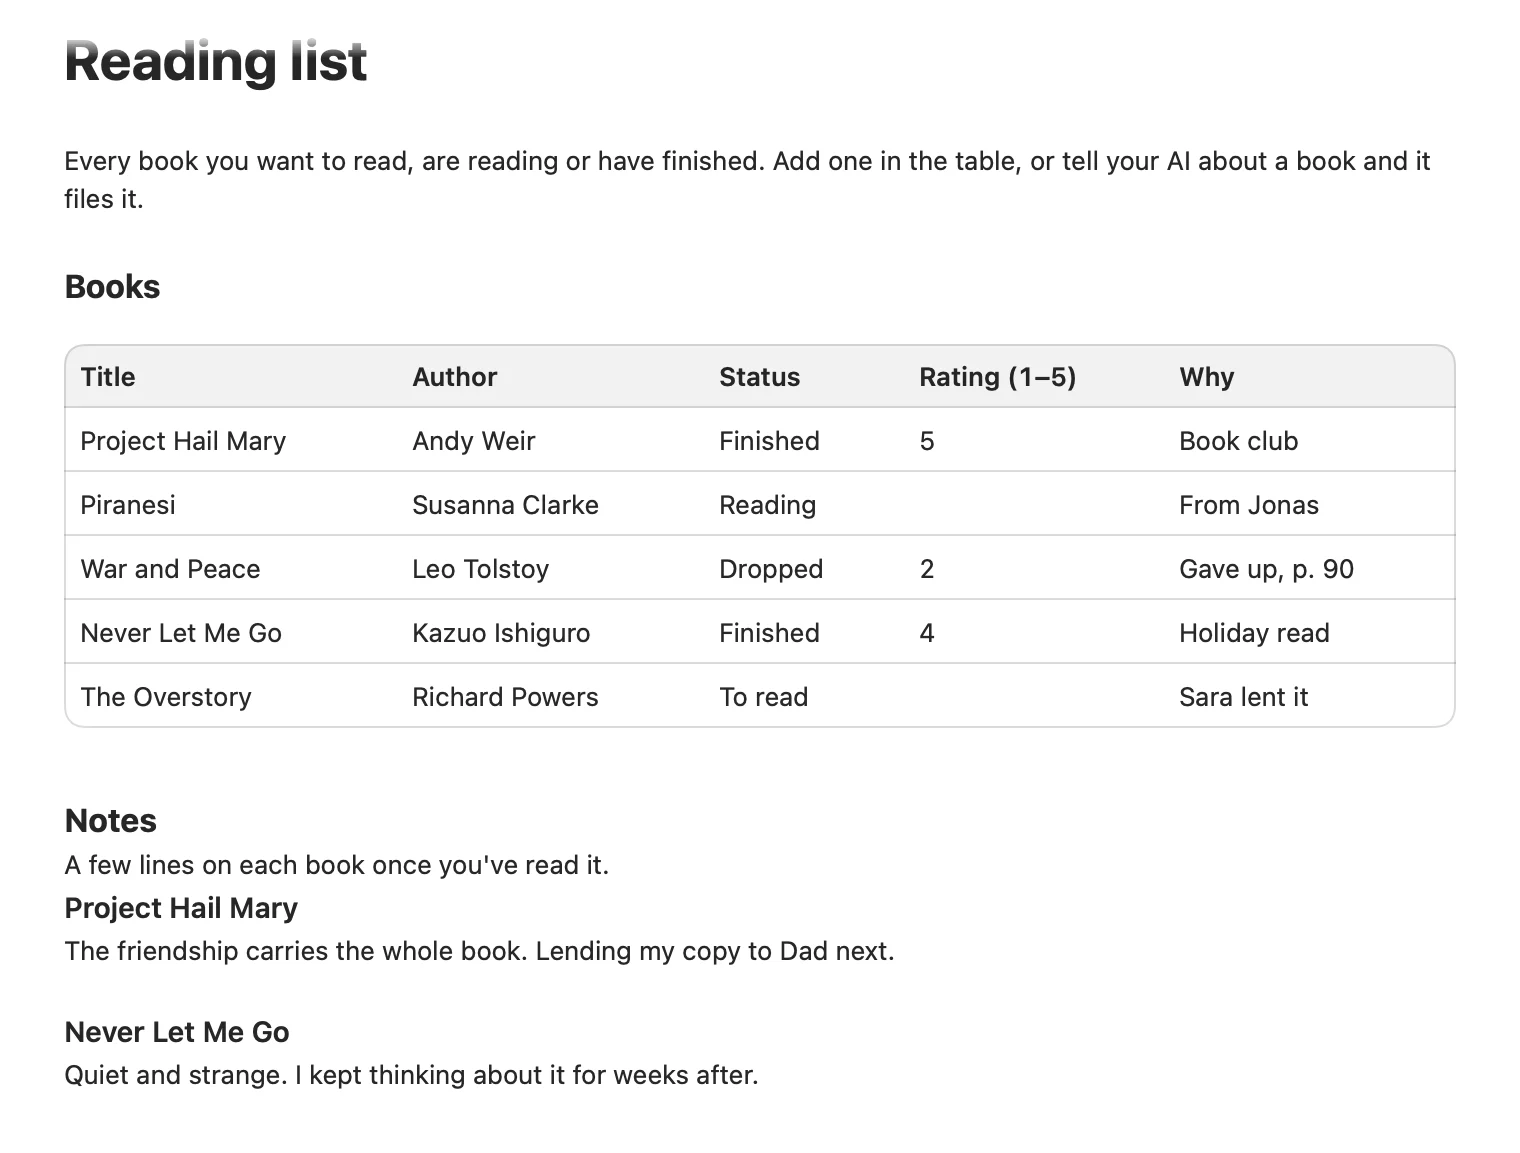 Reading list
Every book you want to read, are reading or have finished. Add one in the table, or tell your AI about a book and it
files it.
Books
Title Author Status Rating (1–5) Why
Project Hail Mary Andy Weir Finished 5 Book club
Piranesi Susanna Clarke Reading From Jonas
War and Peace Leo Tolstoy Dropped 2 Gave up, p. 90
Never Let Me Go Kazuo Ishiguro Finished 4 Holiday read
The Overstory Richard Powers To read Sara lent it
Notes
A few lines on each book once you've read it.
Project Hail Mary
The friendship carries the whole book. Lending my copy to Dad next.
Never Let Me Go
Quiet and strange. I kept thinking about it for weeks after.